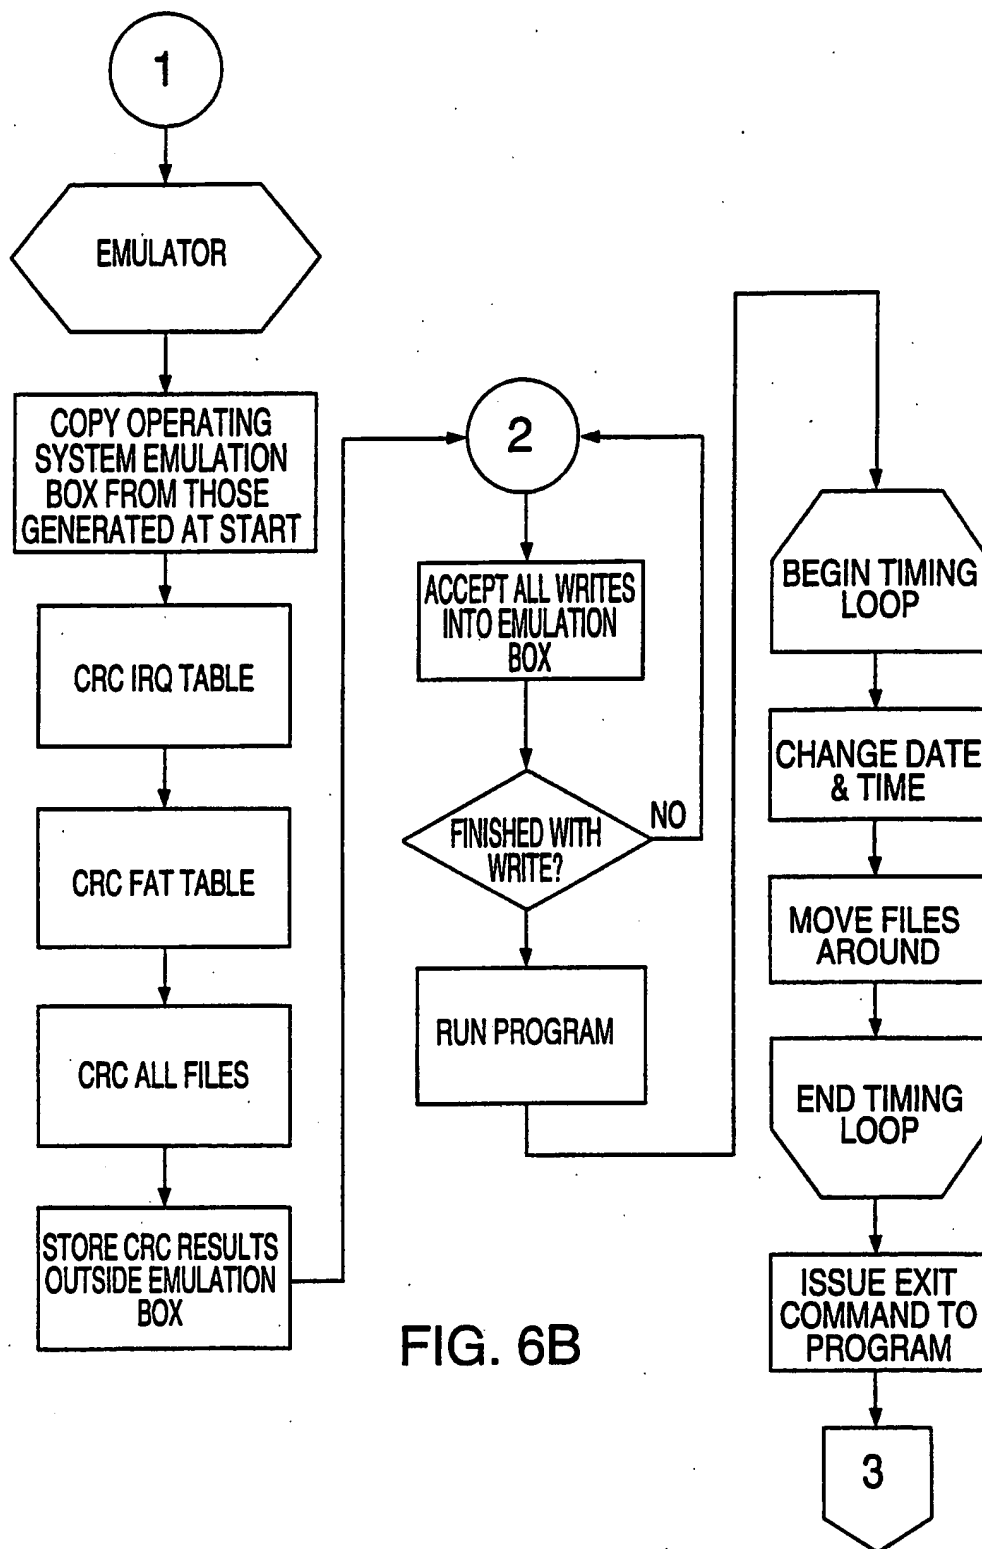 1
EMULATOR
COPY OPERATING
SYSTEM EMULATION
BOX FROM THOSE
GENERATED AT START
CRC IRQ TABLE
CRC FAT TABLE
CRC ALL FILES
STORE CRC RESULTS
OUTSIDE EMULATION
BOX
2
ACCEPT ALL WRITES
INTO EMULATION
BOX
FINISHED WITH
WRITE?
NO
RUN PROGRAM
BEGIN TIMING
LOOP
CHANGE DATE
& TIME
MOVE FILES
AROUND
END TIMING
LOOP
ISSUE EXIT
COMMAND TO
PROGRAM
3
FIG. 6B